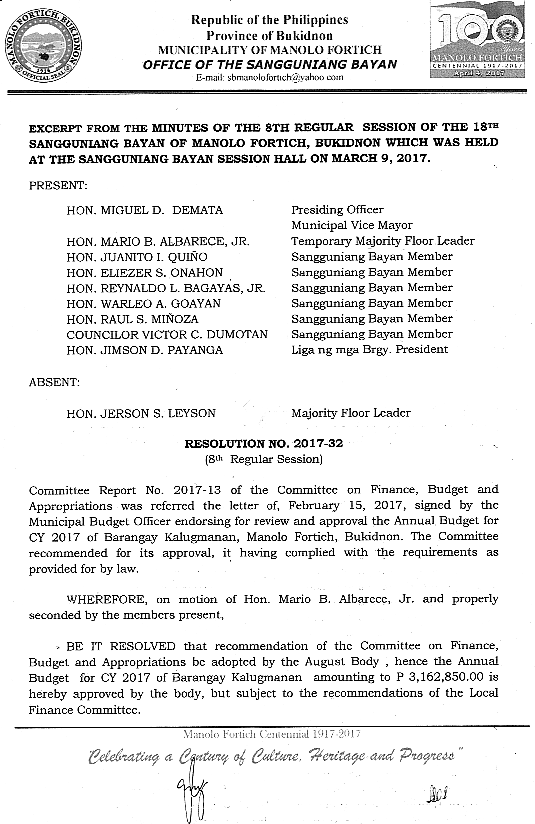 MANOLO FORTICH, BUKIDNON
1914
OFFICIAL SEAL
Republic of the Philippines
Province of Bukidnon
MUNICIPALITY OF MANOLO FORTICH
OFFICE OF THE SANGGUNIANG BAYAN
E-mail: sbmanolofortich@yahoo.com
100
MANOLO FORTICH
CENTENNIAL 1917-2017
EXCERPT FROM THE MINUTES OF THE 8TH REGULAR SESSION OF THE 18TH
SANGGUNIANG BAYAN OF MANOLO FORTICH, BUKIDNON WHICH WAS HELD
AT THE SANGGUNIANG BAYAN SESSION HALL ON MARCH 9, 2017.
PRESENT:
HON. MIGUEL D. DEMATA Presiding Officer
Municipal Vice Mayor
HON. MARIO B. ALBARECE, JR. Temporary Majority Floor Leader
HON. JUANITO I. QUIÑO Sangguniang Bayan Member
HON. ELIEZER S. ONAHON Sangguniang Bayan Member
HON. REYNALDO L. BAGAYAS, JR. Sangguniang Bayan Member
HON. WARLEO A. GOAYAN Sangguniang Bayan Member
HON. RAUL S. MIÑOZA Sangguniang Bayan Member
COUNCILOR VICTOR C. DUMOTAN Sangguniang Bayan Member
HON. JIMSON D. PAYANGA Liga ng mga Brgy. President
ABSENT:
HON. JERSON S. LEYSON Majority Floor Leader
RESOLUTION NO. 2017-32
(8th Regular Session)
Committee Report No. 2017-13 of the Committee on Finance, Budget and
Appropriations was referred the letter of, February 15, 2017, signed by the
Municipal Budget Officer endorsing for review and approval the Annual Budget for
CY 2017 of Barangay Kalugmanan, Manolo Fortich, Bukidnon. The Committee
recommended for its approval, it having complied with the requirements as
provided for by law.
WHEREFORE, on motion of Hon. Mario B. Albarece, Jr. and properly
seconded by the members present,
BE IT RESOLVED that recommendation of the Committee on Finance,
Budget and Appropriations be adopted by the August Body , hence the Annual
Budget for CY 2017 of Barangay Kalugmanan amounting to P 3,162,850.00 is
hereby approved by the body, but subject to the recommendations of the Local
Finance Committee.
Manolo Fortich Centennial 1917-2017
"Celebrating a Century of Culture, Heritage and Progress"